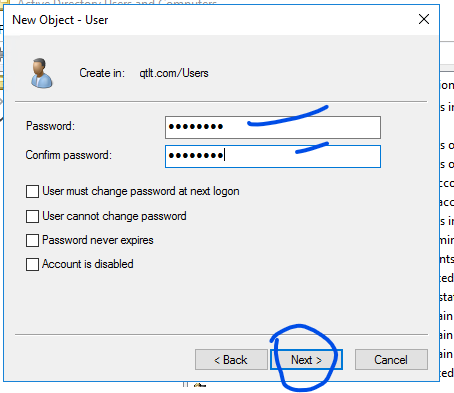 Active Directory Users and Computers
New Object - User
Create in: qtlt.com/Users
Password: ••••••••
Confirm password: ••••••••
User must change password at next logon
User cannot change password
Password never expires
Account is disabled
< Back Next > Cancel